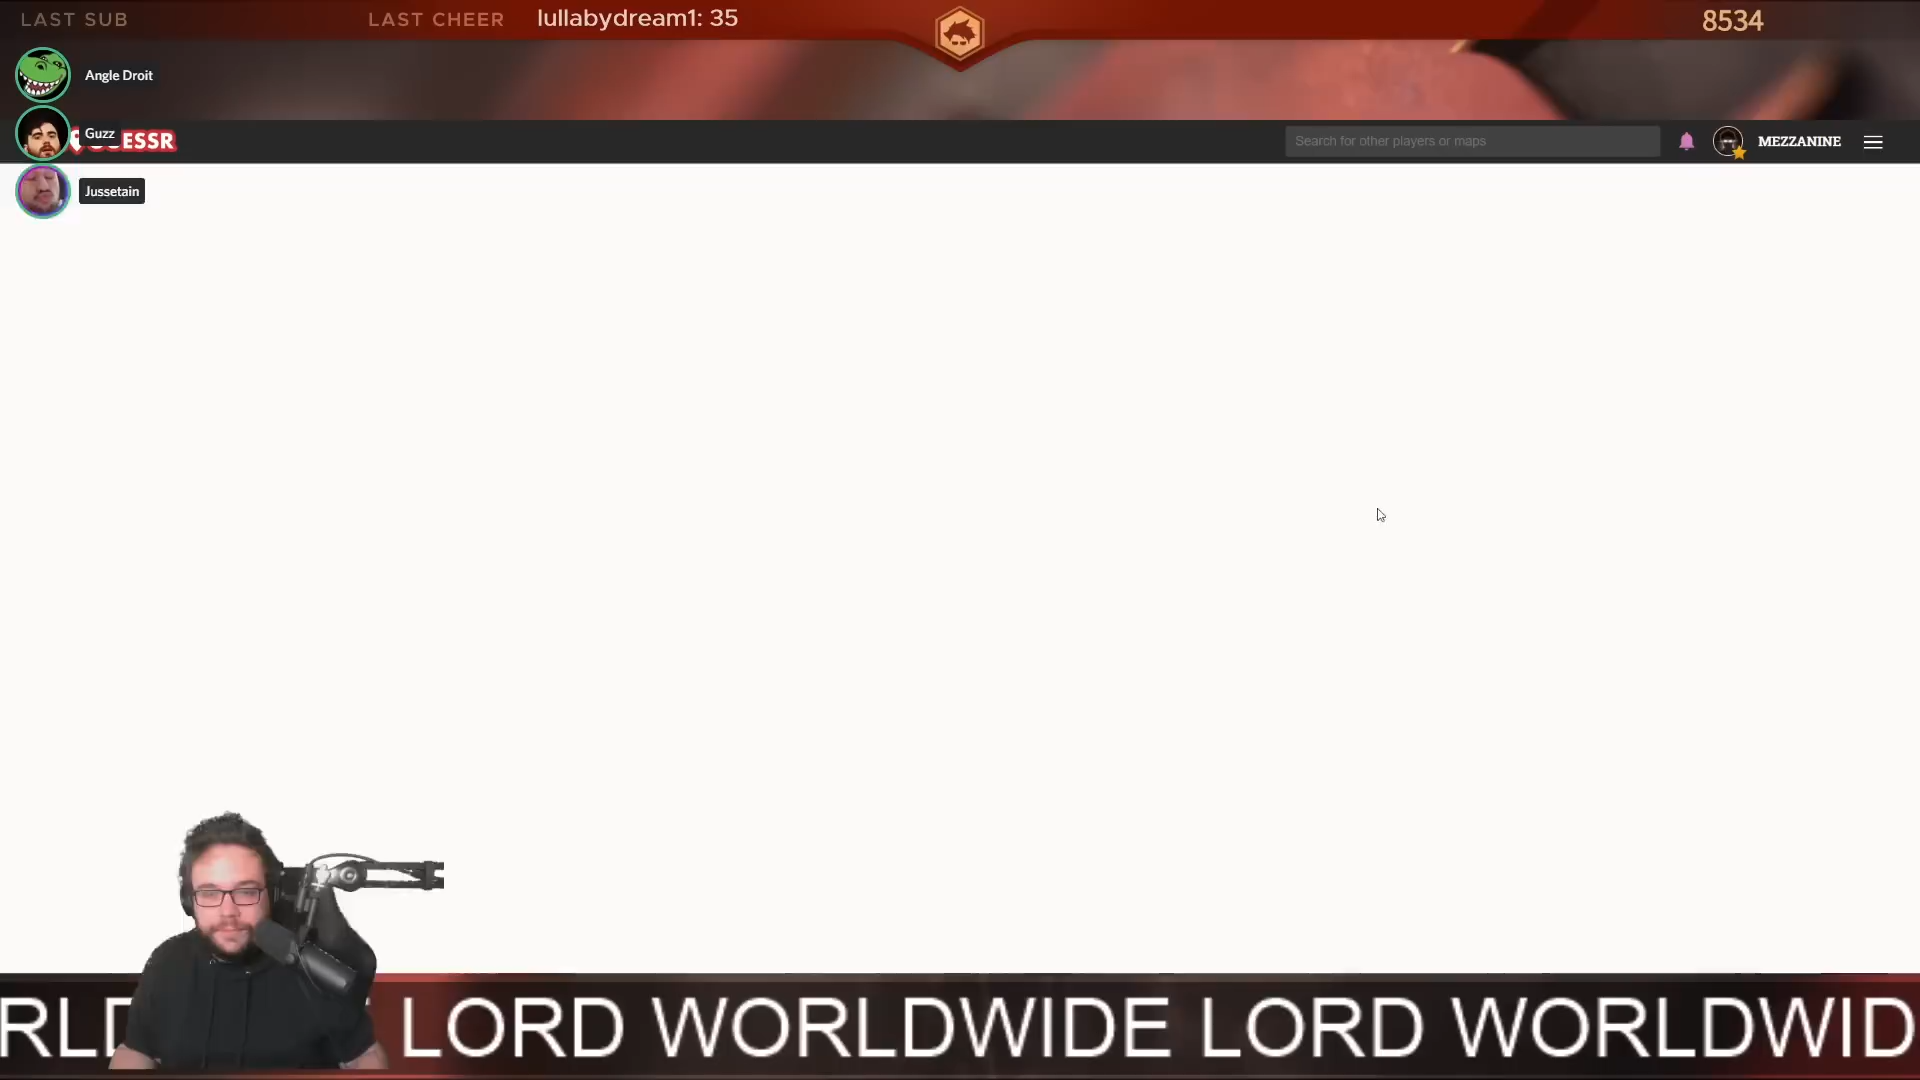 LAST SUB
LAST CHEER lullabydream1: 35
8534
Angle Droit
Guzz
ESSR
Search for other players or maps
MEZZANINE
Jussetain
RLD LORD WORLDWIDE LORD WORLDWID